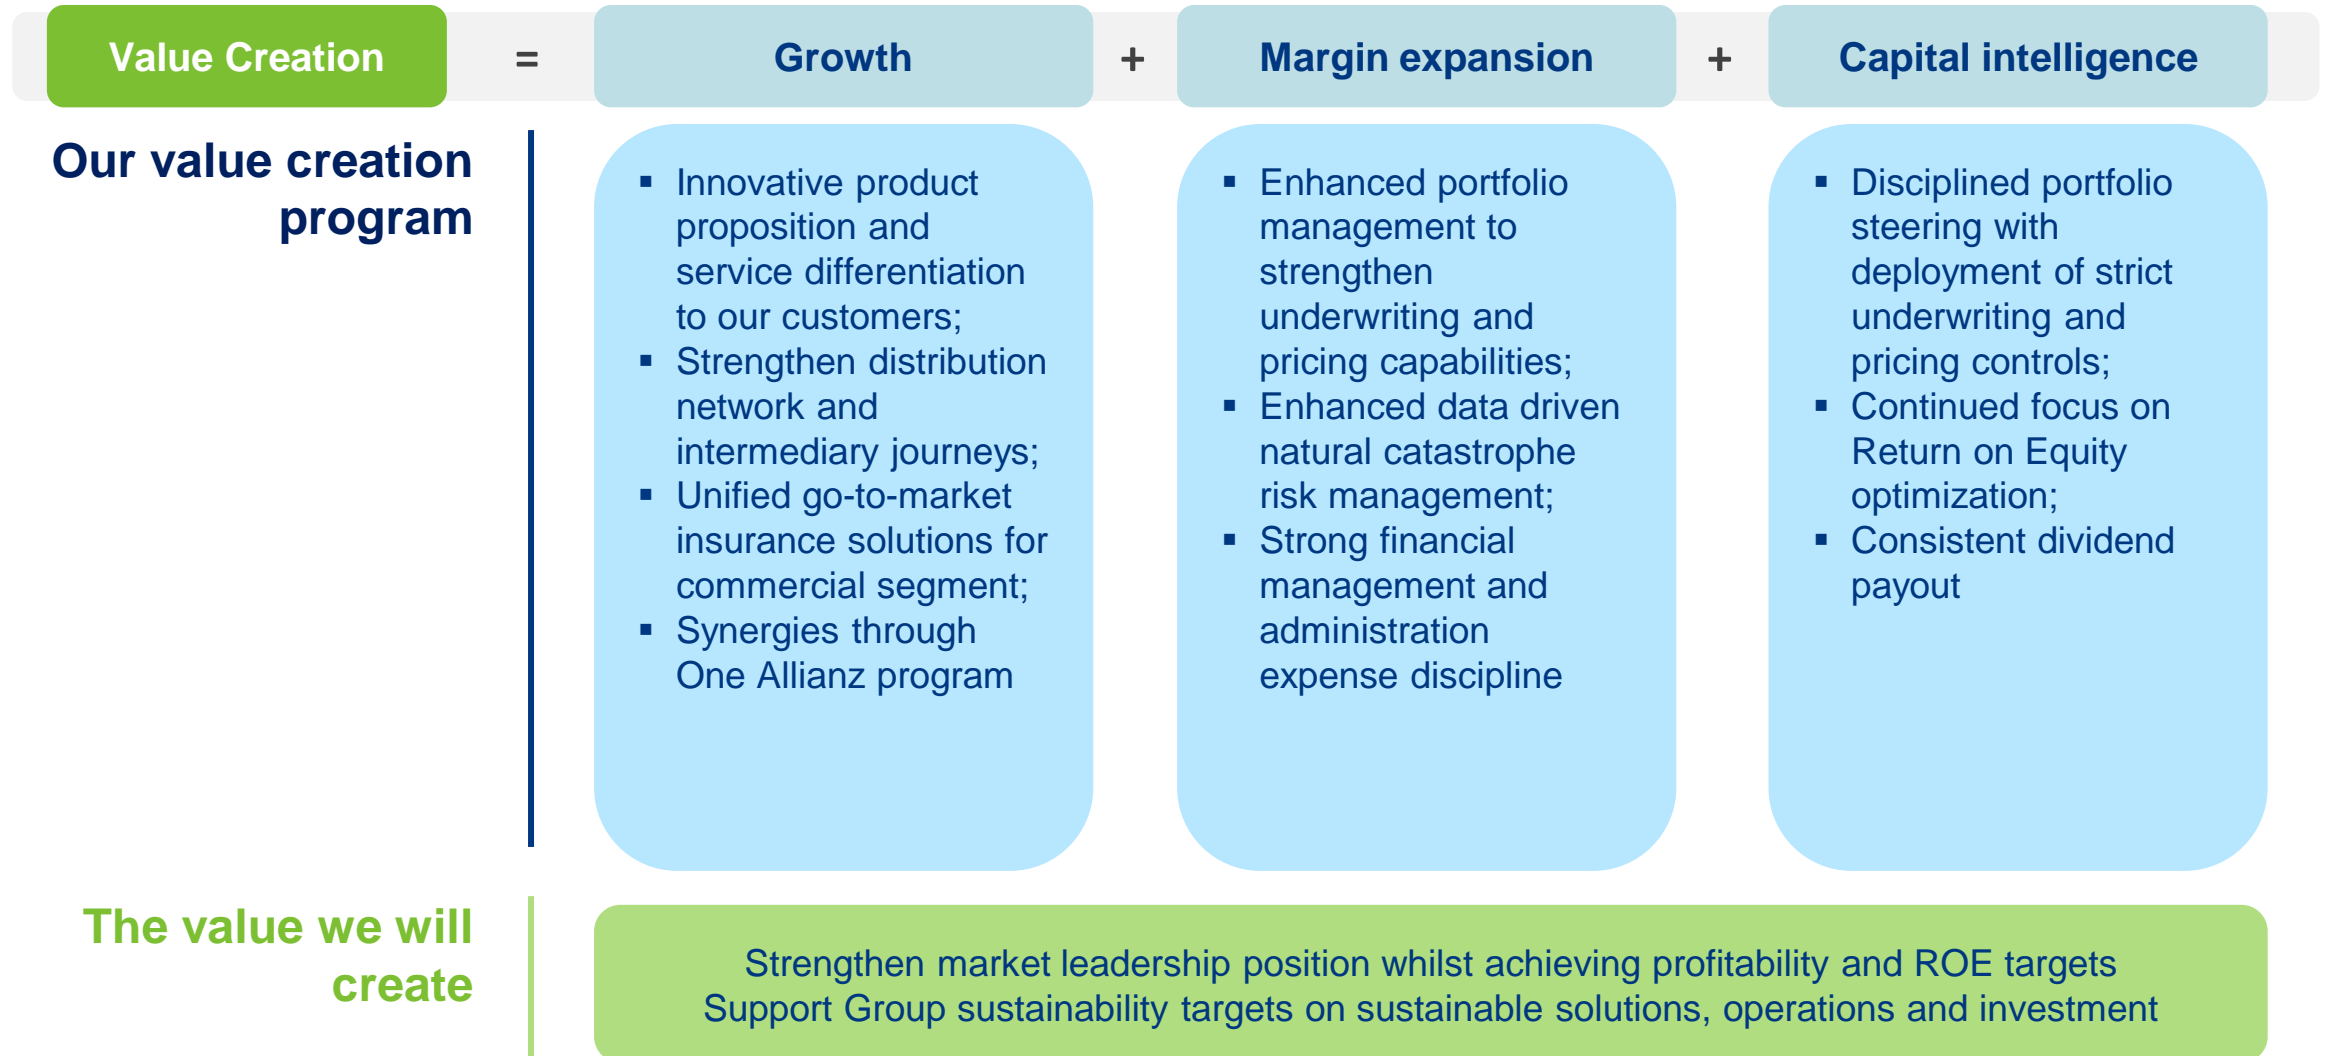 Value Creation = Growth + Margin expansion + Capital intelligence
Our value creation
program
▪ Innovative product
proposition and
service differentiation
to our customers;
▪ Strengthen distribution
network and
intermediary journeys;
▪ Unified go-to-market
insurance solutions for
commercial segment;
▪ Synergies through
One Allianz program
▪ Enhanced portfolio
management to
strengthen
underwriting and
pricing capabilities;
▪ Enhanced data driven
natural catastrophe
risk management;
▪ Strong financial
management and
administration
expense discipline
▪ Disciplined portfolio
steering with
deployment of strict
underwriting and
pricing controls;
▪ Continued focus on
Return on Equity
optimization;
▪ Consistent dividend
payout
The value we will
create
Strengthen market leadership position whilst achieving profitability and ROE targets
Support Group sustainability targets on sustainable solutions, operations and investment